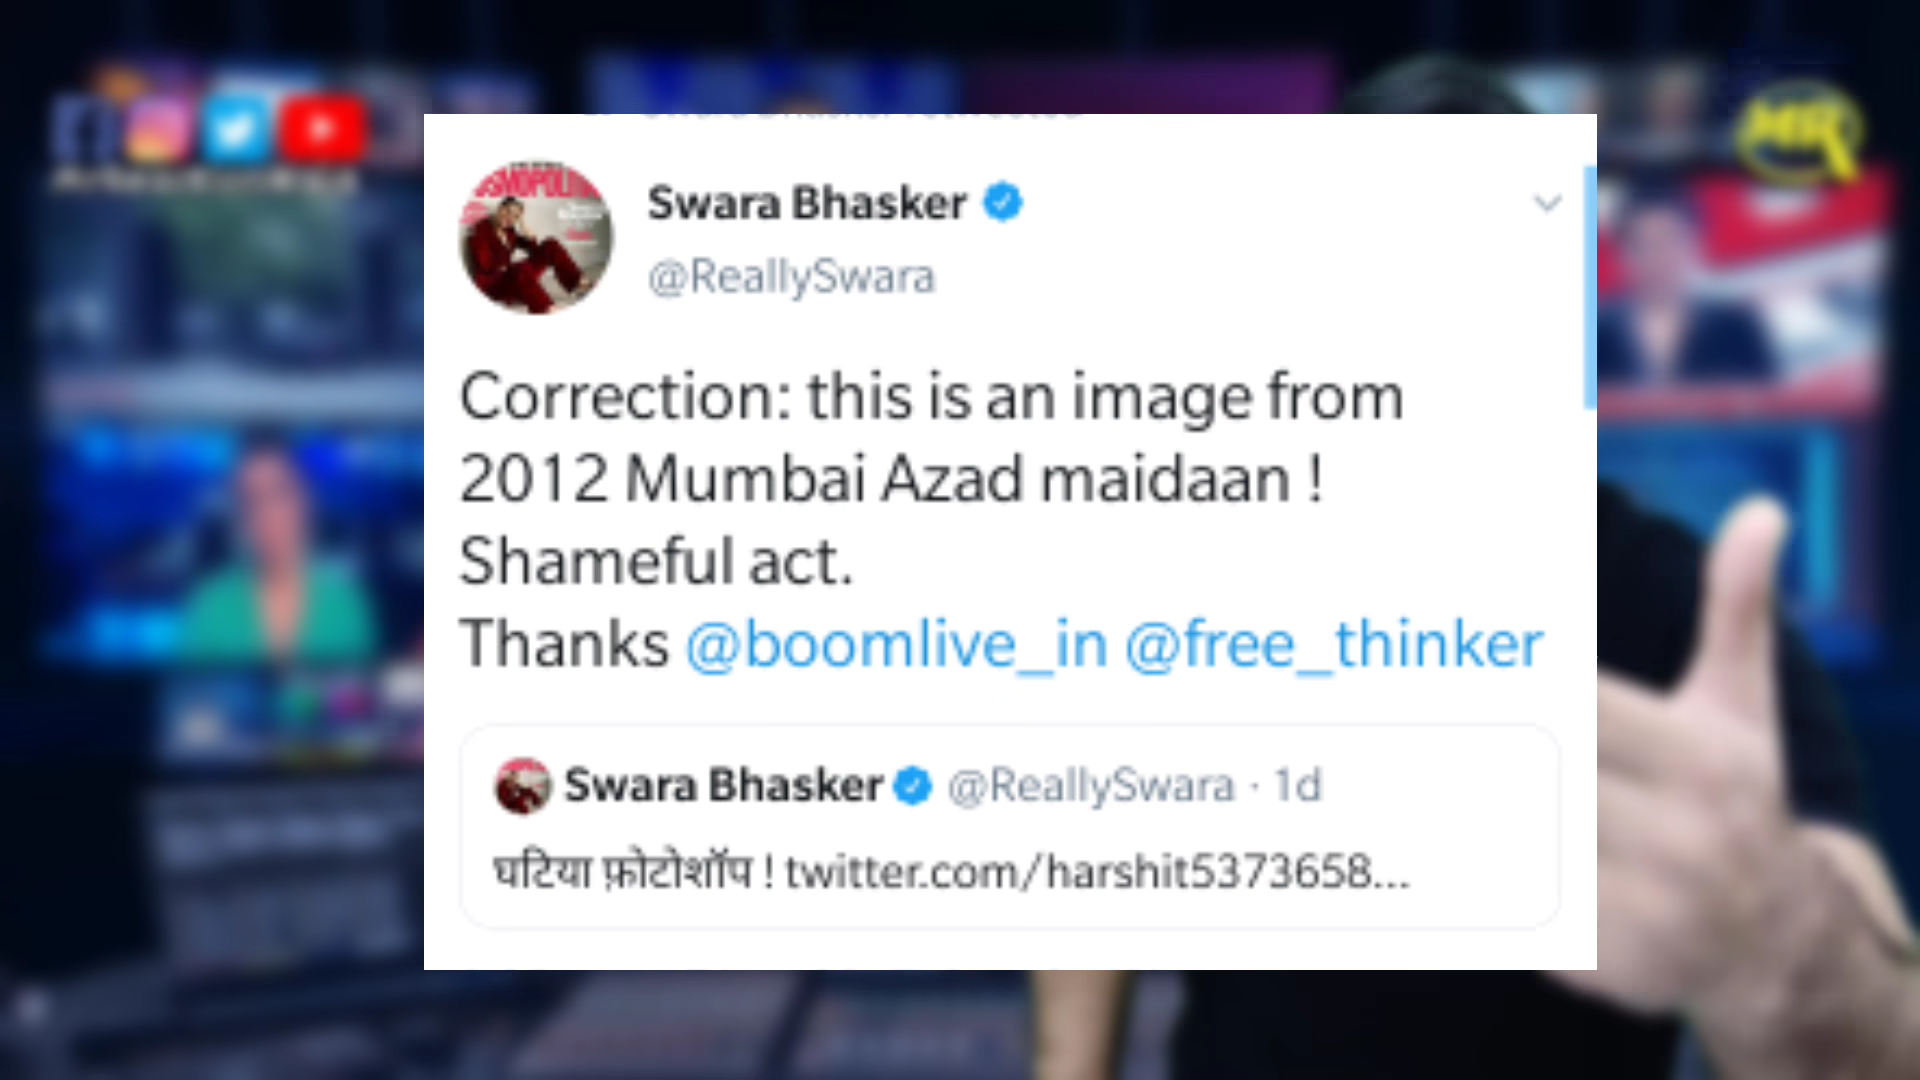 Swara Bhasker
@ReallySwara
Correction: this is an image from
2012 Mumbai Azad maidaan !
Shameful act.
Thanks @boomlive_in @free_thinker
Swara Bhasker @ReallySwara · 1d
घटिया फ़ोटोशॉप ! twitter.com/harshit5373658...